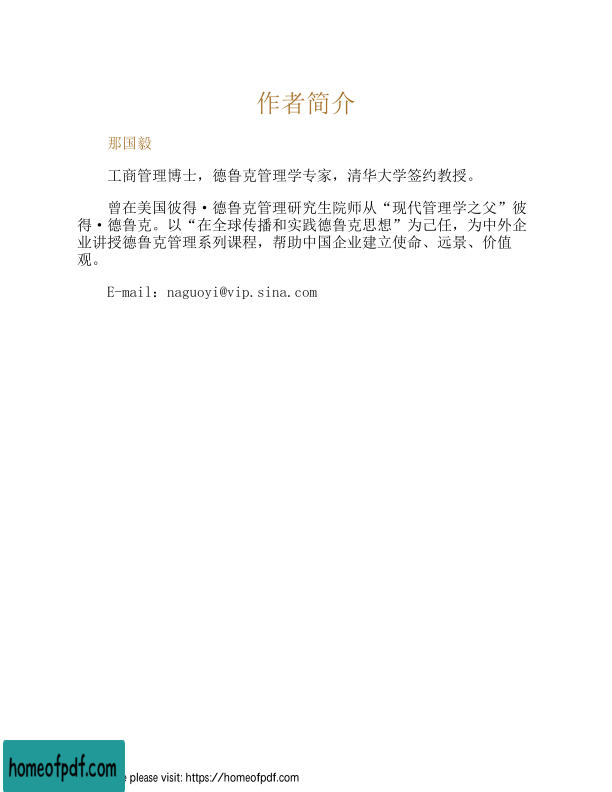 作者简介
那国毅
工商管理博士，德鲁克管理学专家，清华大学签约教授。
曾在美国彼得·德鲁克管理研究生院师从“现代管理学之父”彼
得·德鲁克。以“在全球传播和实践德鲁克思想”为己任，为中外企
业讲授德鲁克管理系列课程，帮助中国企业建立使命、远景、价值
观。
E-mail：naguoyi@vip.sina.com
homeofpdf.com
please visit: https://homeofpdf.com